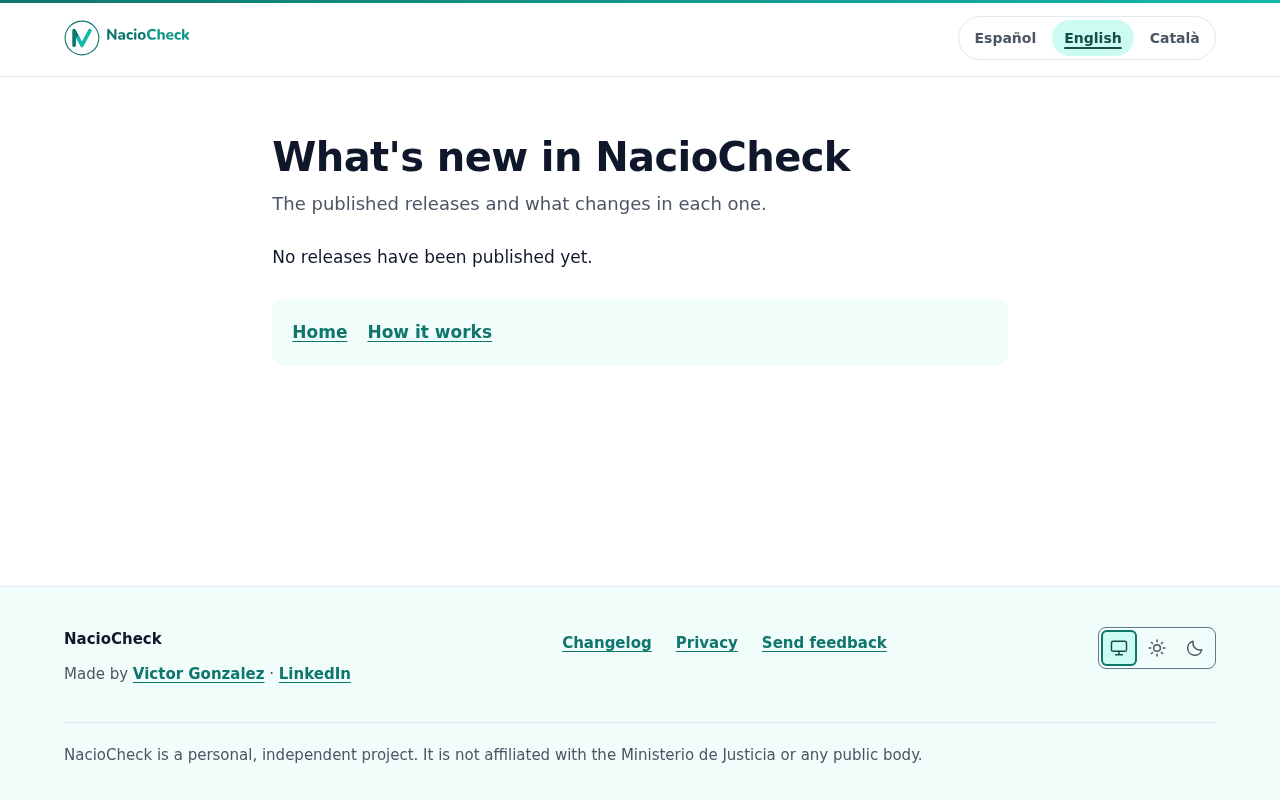 NacioCheck
Español English Català
What's new in NacioCheck
The published releases and what changes in each one.
No releases have been published yet.
Home How it works
NacioCheck
Made by Victor Gonzalez · LinkedIn
Changelog Privacy Send feedback
NacioCheck is a personal, independent project. It is not affiliated with the Ministerio de Justicia or any public body.